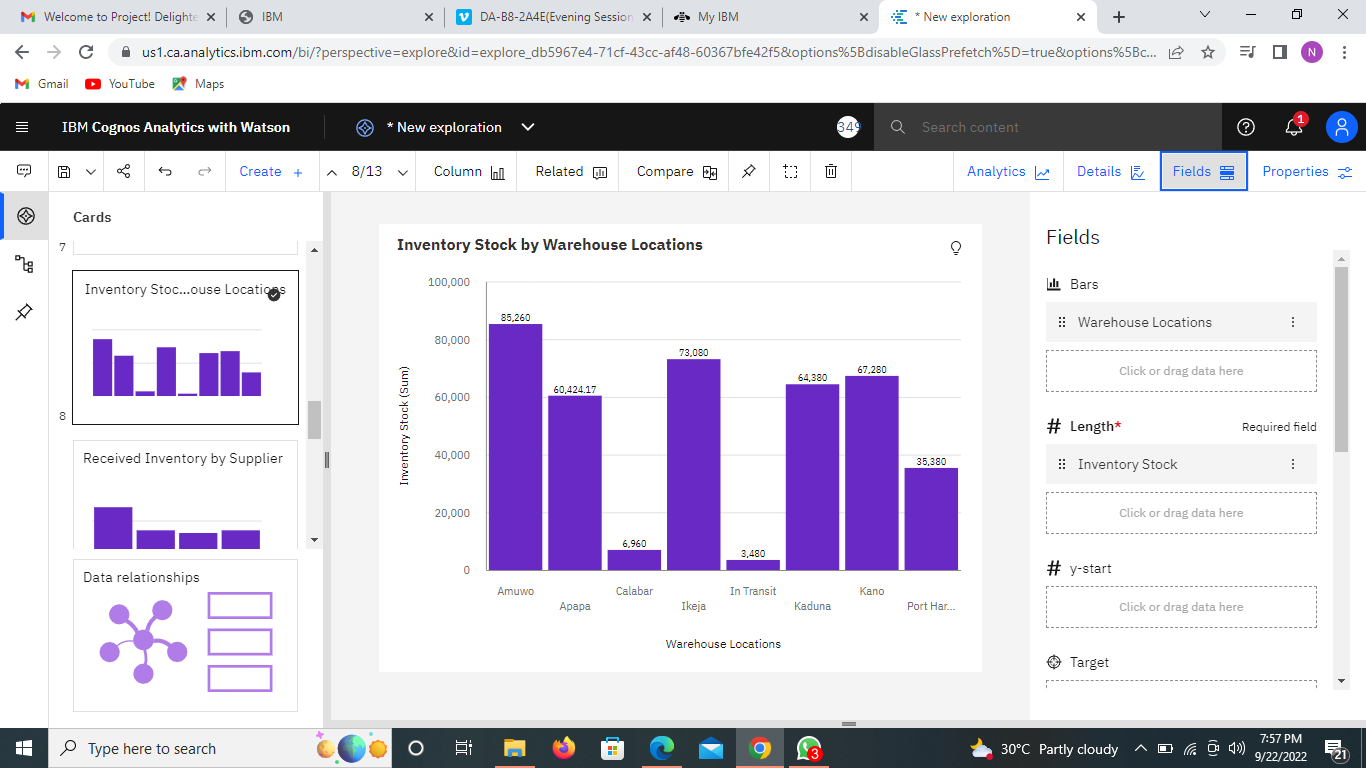 Welcome to Project! Delighte
IBM
DA-B8-2A4E(Evening Session
My IBM
* New exploration
us1.ca.analytics.ibm.com/bi/?perspective=explore&id=explore_db5967e4-71cf-43cc-af48-60367bfe42f5&options%5BdisableGlassPrefetch%5D=true&options%5Bc...
N
Gmail
YouTube
Maps
IBM Cognos Analytics with Watson
* New exploration
349
Search content
1
8/13
Create +
Column
Related
Compare
Analytics
Details
Fields
Properties
Cards
7
Inventory Stoc...ouse Locations
8
Received Inventory by Supplier
Data relationships
Inventory Stock by Warehouse Locations
Inventory Stock (Sum)
100,000
80,000
60,000
40,000
20,000
0
85,260
60,424.17
6,960
73,080
3,480
64,380
67,280
35,380
Amuwo
Apapa
Calabar
Ikeja
In Transit
Kaduna
Kano
Port Har...
Warehouse Locations
Fields
Bars
Warehouse Locations
Click or drag data here
# Length* Required field
Inventory Stock
Click or drag data here
# y-start
Click or drag data here
Target
Type here to search
3
30°C Partly cloudy
7:57 PM
9/22/2022
21